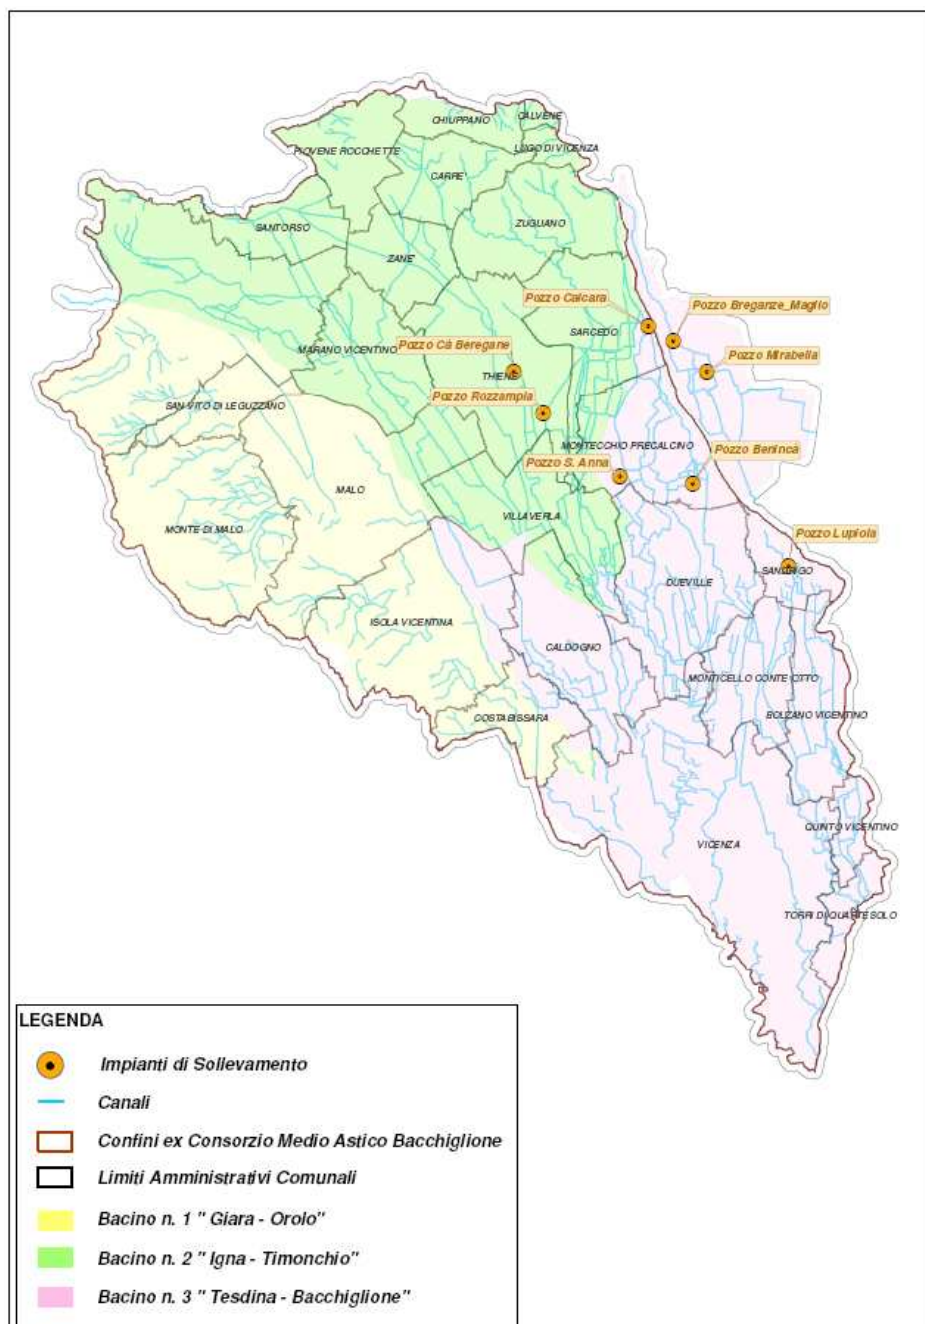 CHIUPPANO
CALVENE
PIOVENE ROCCHETTE
LUGO DI VICENZA
CARRE'
SANTORSO
ZUGLIANO
ZANE'
Pozzo Calcara
Pozzo Breganze_Maglio
SARCEDO
Pozzo Cà Beregane
MARANO VICENTINO
Pozzo Mirabella
THIENE
Pozzo Rozzampia
SAN VITO DI LEGUZZANO
MONTECCHIO PRECALCINO
Pozzo Benincà
Pozzo S. Anna
MALO
VILLAVERLA
MONTE DI MALO
Pozzo Lupiola
SANDRIGO
DUEVILLE
ISOLA VICENTINA
CALDOGNO
MONTICELLO CONTE OTTO
COSTABISSARA
BOLZANO VICENTINO
QUINTO VICENTINO
VICENZA
TORRI DI QUARTESOLO
LEGENDA
Impianti di Sollevamento
Canali
Confini ex Consorzio Medio Astico Bacchiglione
Limiti Amministrativi Comunali
Bacino n. 1 " Giara - Orolo"
Bacino n. 2 " Igna - Timonchio"
Bacino n. 3 " Tesdina - Bacchiglione"